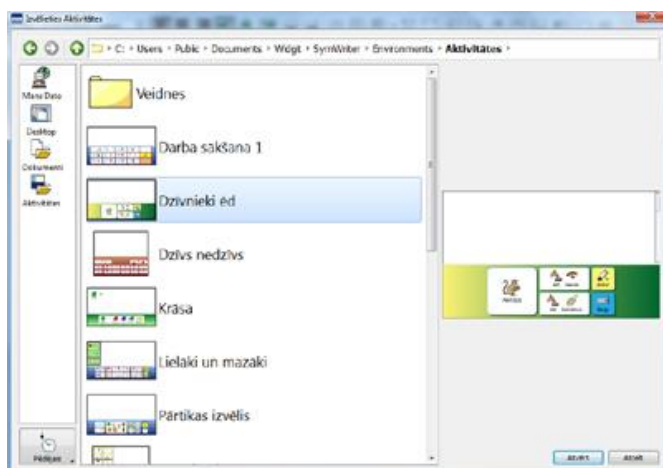 Izvēlieties Aktivitātes
C: Users Public Documents Widgit SymWriter Environments Aktivitātes
Mans Dators
Desktop
Dokumenti
Aktivitātes
Veidnes
Darba sākšana 1
Dzīvnieki ēd
Dzīvs nedzīvs
Krāsa
Lielāki un mazāki
Pārtikas izvēlis
Atvērt
Atcelt